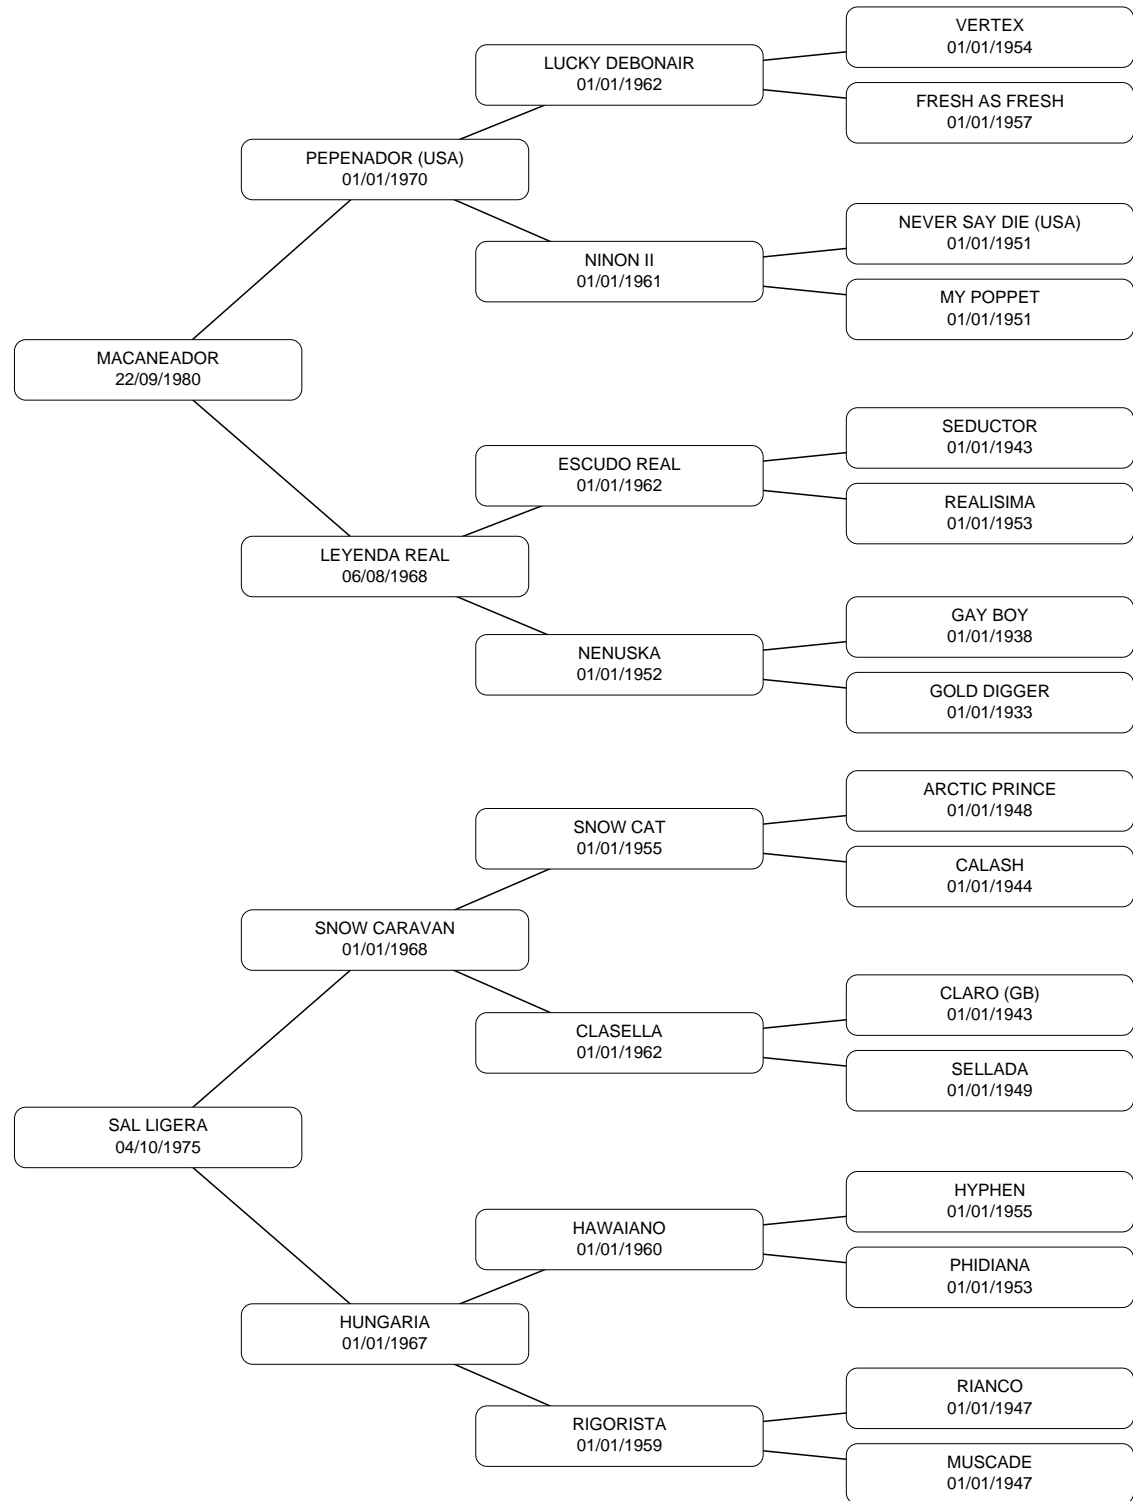 VERTEX
01/01/1954
LUCKY DEBONAIR
01/01/1962
FRESH AS FRESH
01/01/1957
PEPENADOR (USA)
01/01/1970
NEVER SAY DIE (USA)
01/01/1951
NINON II
01/01/1961
MY POPPET
01/01/1951
MACANEADOR
22/09/1980
SEDUCTOR
01/01/1943
ESCUDO REAL
01/01/1962
REALISIMA
01/01/1953
LEYENDA REAL
06/08/1968
GAY BOY
01/01/1938
NENUSKA
01/01/1952
GOLD DIGGER
01/01/1933
ARCTIC PRINCE
01/01/1948
SNOW CAT
01/01/1955
CALASH
01/01/1944
SNOW CARAVAN
01/01/1968
CLARO (GB)
01/01/1943
CLASELLA
01/01/1962
SELLADA
01/01/1949
SAL LIGERA
04/10/1975
HYPHEN
01/01/1955
HAWAIANO
01/01/1960
PHIDIANA
01/01/1953
HUNGARIA
01/01/1967
RIANCO
01/01/1947
RIGORISTA
01/01/1959
MUSCADE
01/01/1947